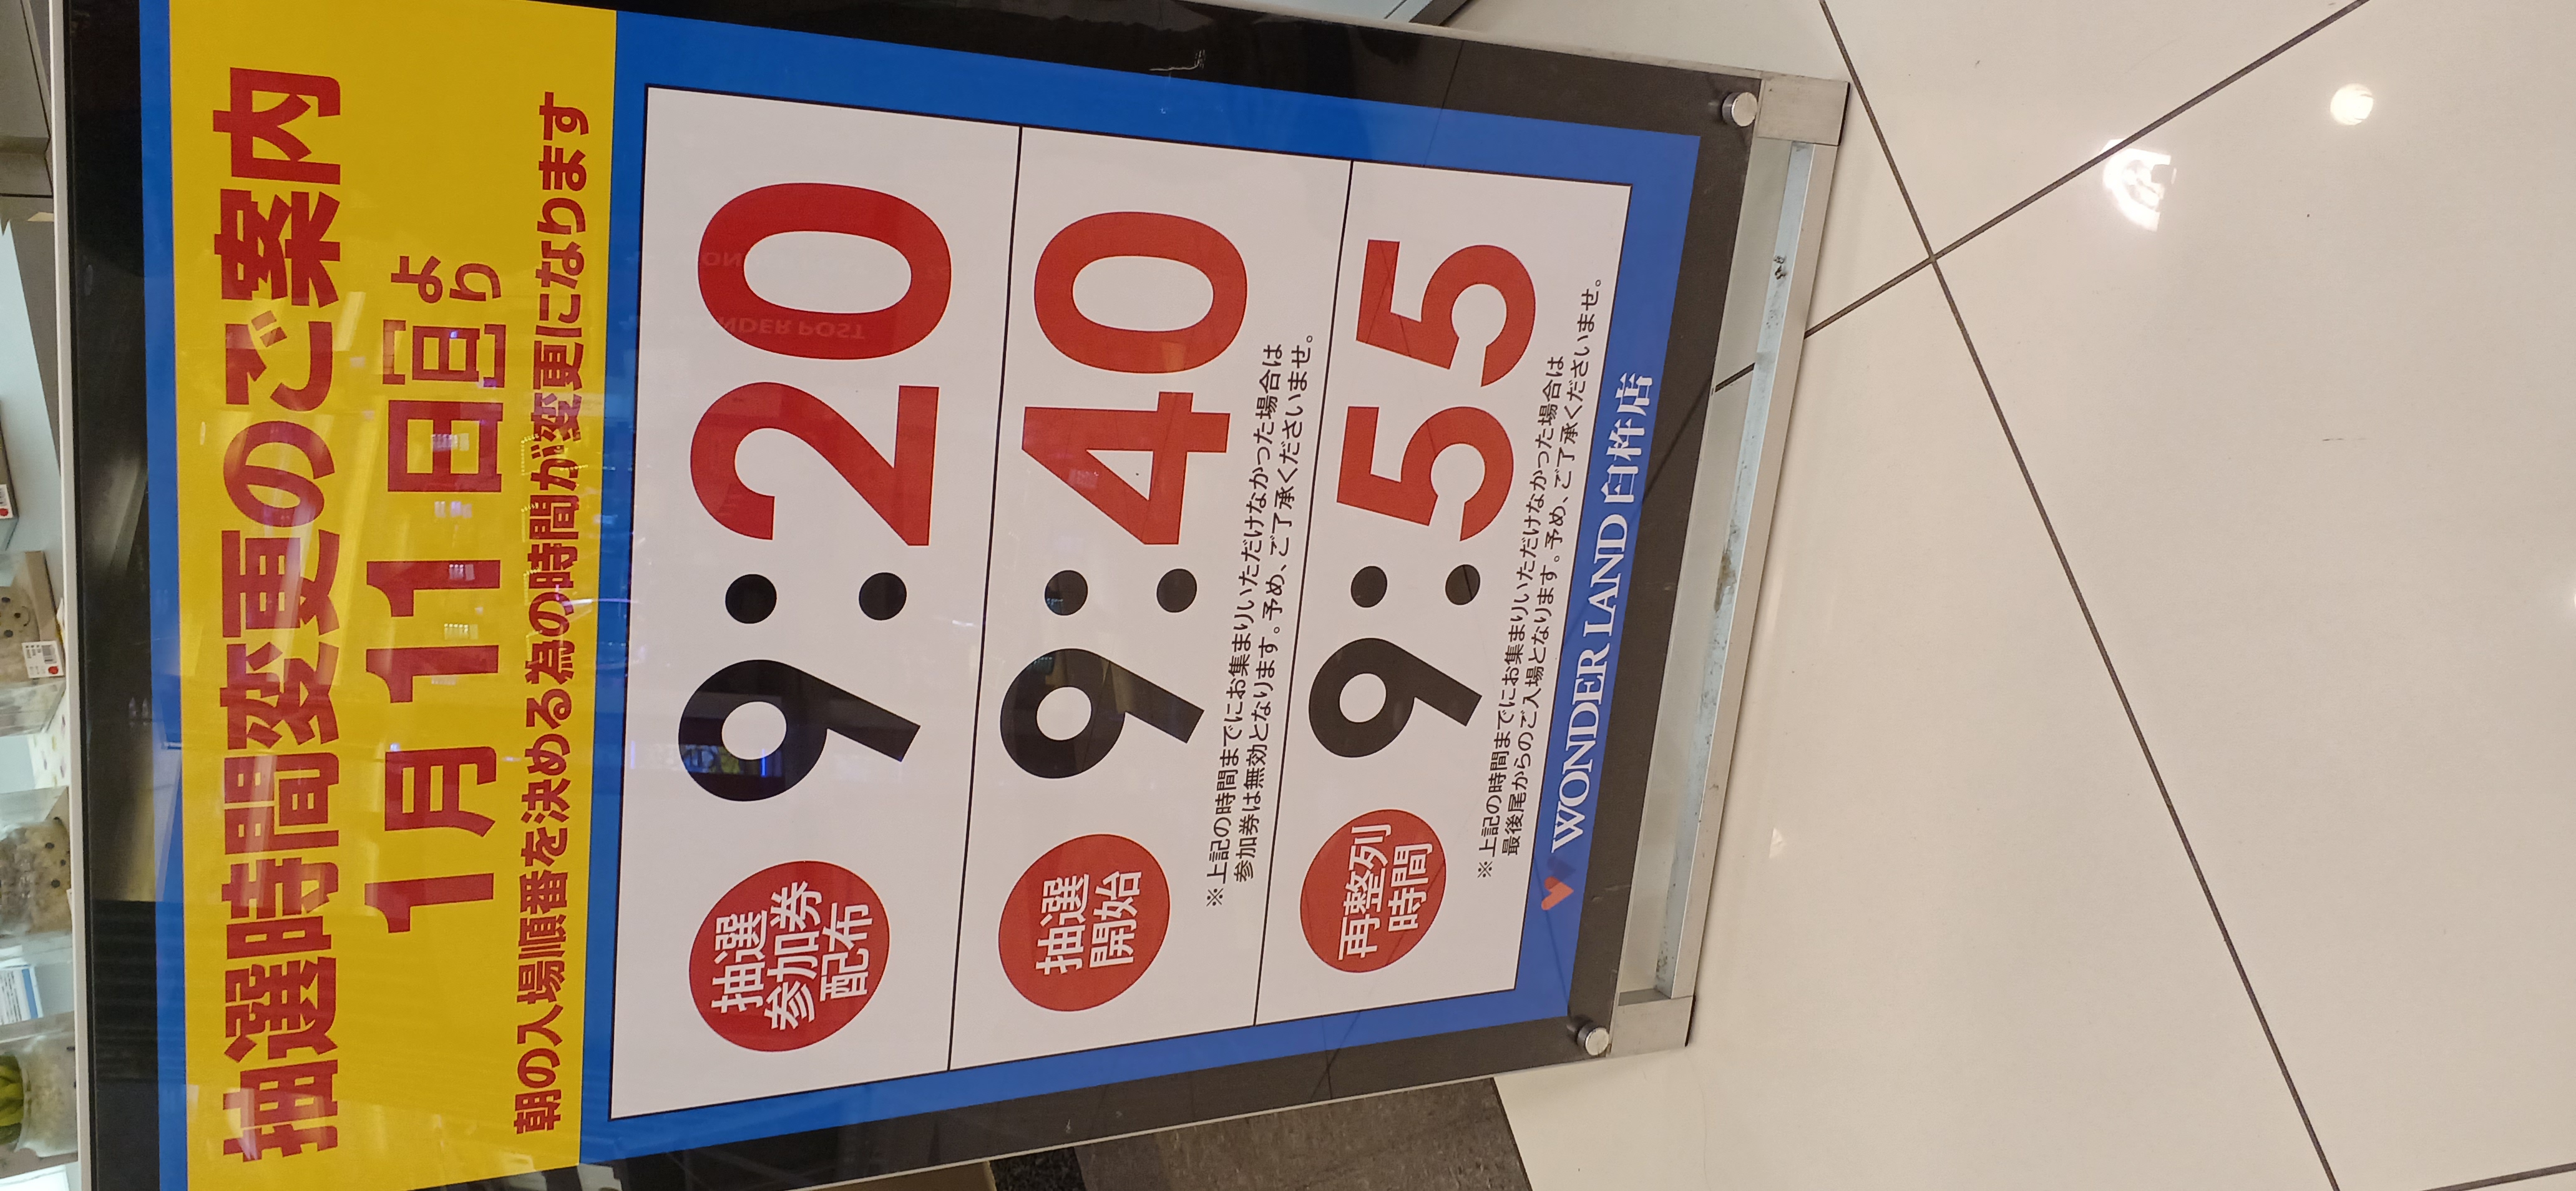 抽選時間変更のご案内
1月11日[日]より
朝の入場順番を決める為の時間が変更になります
抽選
参加券
配布
9:20
抽選
開始
9:40
※上記の時間までにお集まりいただけなかった場合は
参加券は無効となります。予め、ご了承くださいませ。
再整列
時間
9:55
※上記の時間までにお集まりいただけなかった場合は
最後尾からのご入場となります。予め、ご了承くださいませ。
WONDER LAND 臼杵店